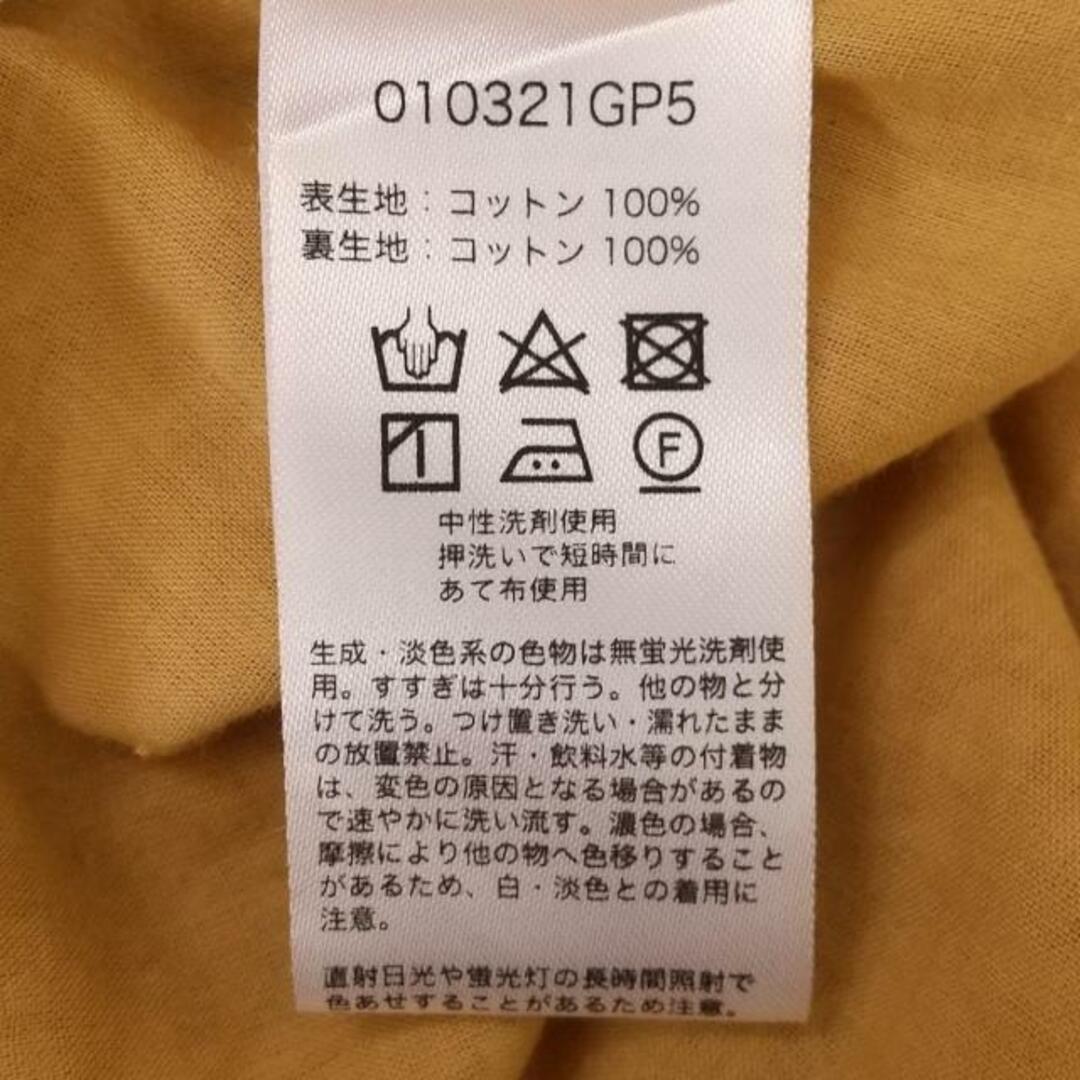 010321GP5
表生地：コットン 100%
裏生地：コットン 100%
F
中性洗剤使用
押洗いで短時間に
あて布使用
生成・淡色系の色物は無蛍光洗剤使
用。すすぎは十分行う。他の物と分
けて洗う。つけ置き洗い・濡れたまま
の放置禁止。汗・飲料水等の付着物
は、変色の原因となる場合があるの
で速やかに洗い流す。濃色の場合、
摩擦により他の物へ色移りすること
があるため、白・淡色との着用に
注意。
直射日光や蛍光灯の長時間照射で
色あせすることがあるため注意。